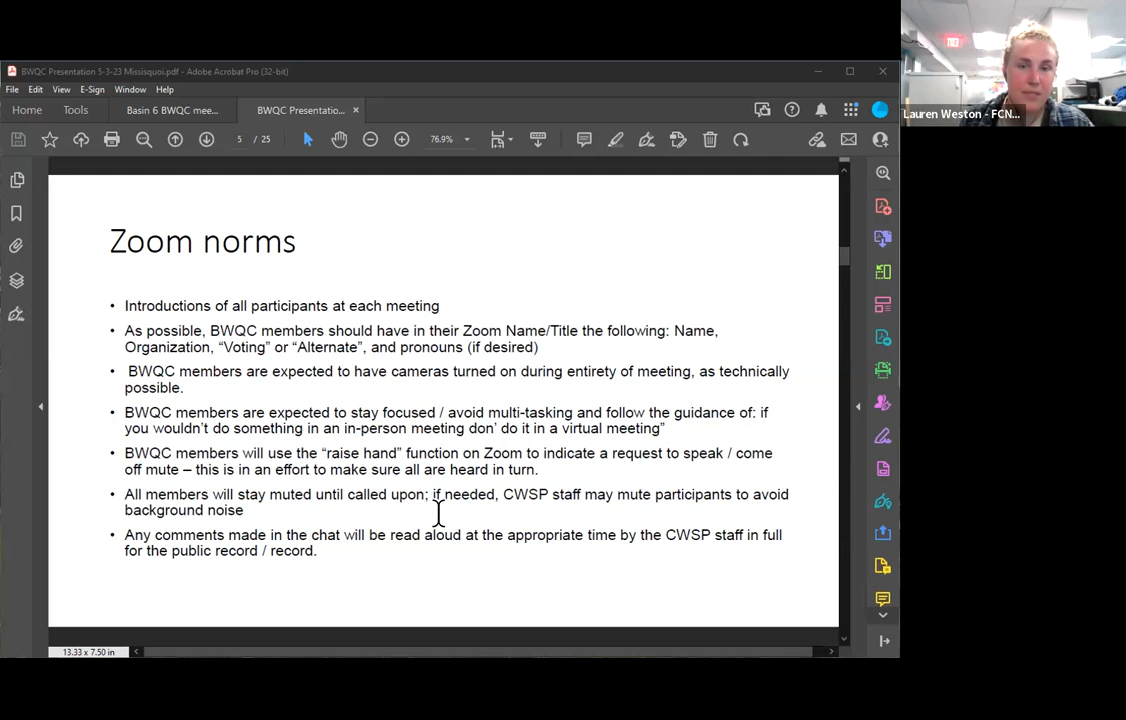 BWQC Presentation 5-3-23 Missisquoi.pdf - Adobe Acrobat Pro (32-bit)
File Edit View E-Sign Window Help
Home Tools Basin 6 BWQC mee... BWQC Presentatio... ×
5 / 25 76.9%
Zoom norms
• Introductions of all participants at each meeting
• As possible, BWQC members should have in their Zoom Name/Title the following: Name,
Organization, “Voting” or “Alternate”, and pronouns (if desired)
• BWQC members are expected to have cameras turned on during entirety of meeting, as technically
possible.
• BWQC members are expected to stay focused / avoid multi-tasking and follow the guidance of: if
you wouldn’t do something in an in-person meeting don’ do it in a virtual meeting”
• BWQC members will use the “raise hand” function on Zoom to indicate a request to speak / come
off mute – this is in an effort to make sure all are heard in turn.
• All members will stay muted until called upon; if needed, CWSP staff may mute participants to avoid
background noise
• Any comments made in the chat will be read aloud at the appropriate time by the CWSP staff in full
for the public record / record.
13.33 x 7.50 in
Lauren Weston - FCN...